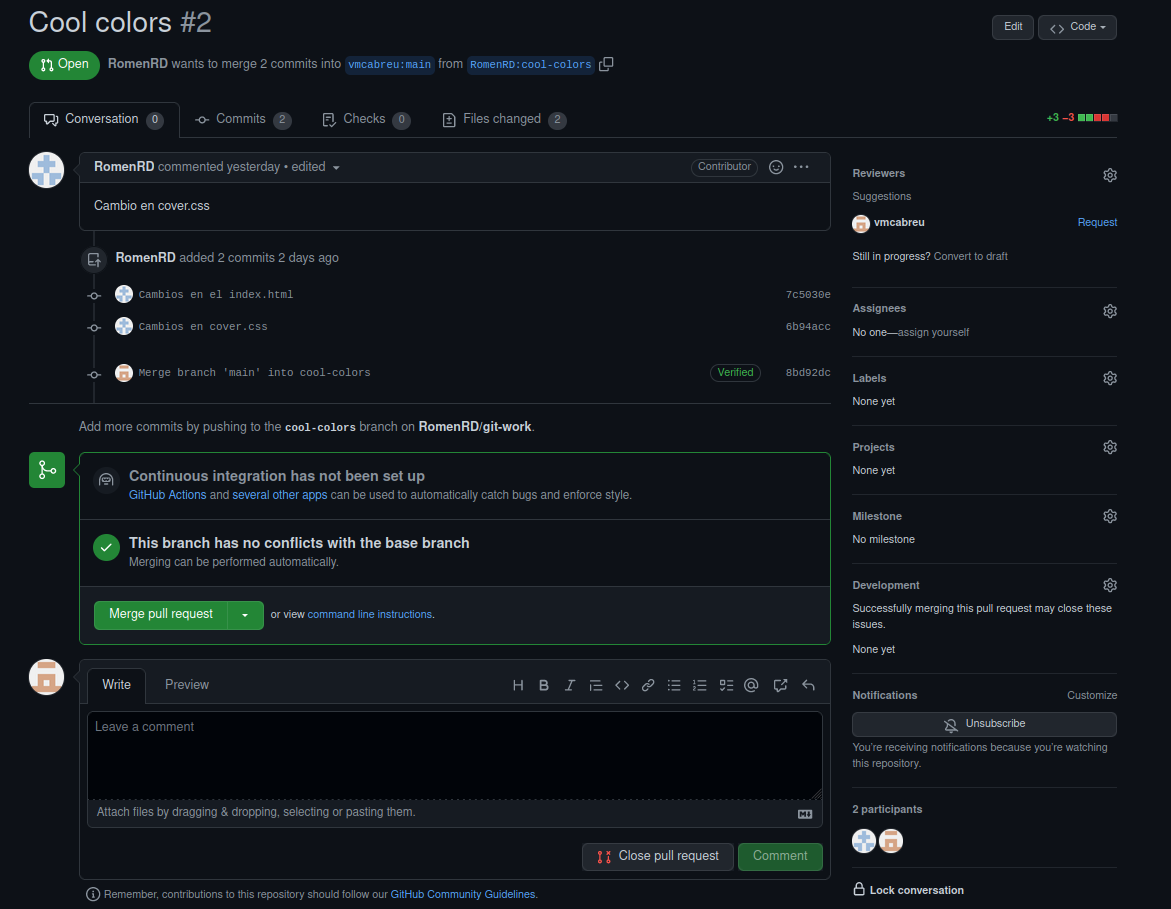 Cool colors #2
Edit
Code
Open
RomenRD wants to merge 2 commits into vmcabreu:main from RomenRD:cool-colors
Conversation 0
Commits 2
Checks 0
Files changed 2
+3 −3
RomenRD commented yesterday • edited
Contributor
Cambio en cover.css
RomenRD added 2 commits 2 days ago
Cambios en el index.html 7c5030e
Cambios en cover.css 6b94acc
Merge branch 'main' into cool-colors Verified 8bd92dc
Add more commits by pushing to the cool-colors branch on RomenRD/git-work.
Continuous integration has not been set up
GitHub Actions and several other apps can be used to automatically catch bugs and enforce style.
This branch has no conflicts with the base branch
Merging can be performed automatically.
Merge pull request
or view command line instructions.
Write
Preview
Leave a comment
Attach files by dragging & dropping, selecting or pasting them.
Close pull request
Comment
Remember, contributions to this repository should follow our GitHub Community Guidelines.
Reviewers
Suggestions
vmcabreu Request
Still in progress? Convert to draft
Assignees
No one—assign yourself
Labels
None yet
Projects
None yet
Milestone
No milestone
Development
Successfully merging this pull request may close these
issues.
None yet
Notifications Customize
Unsubscribe
You're receiving notifications because you're watching
this repository.
2 participants
Lock conversation